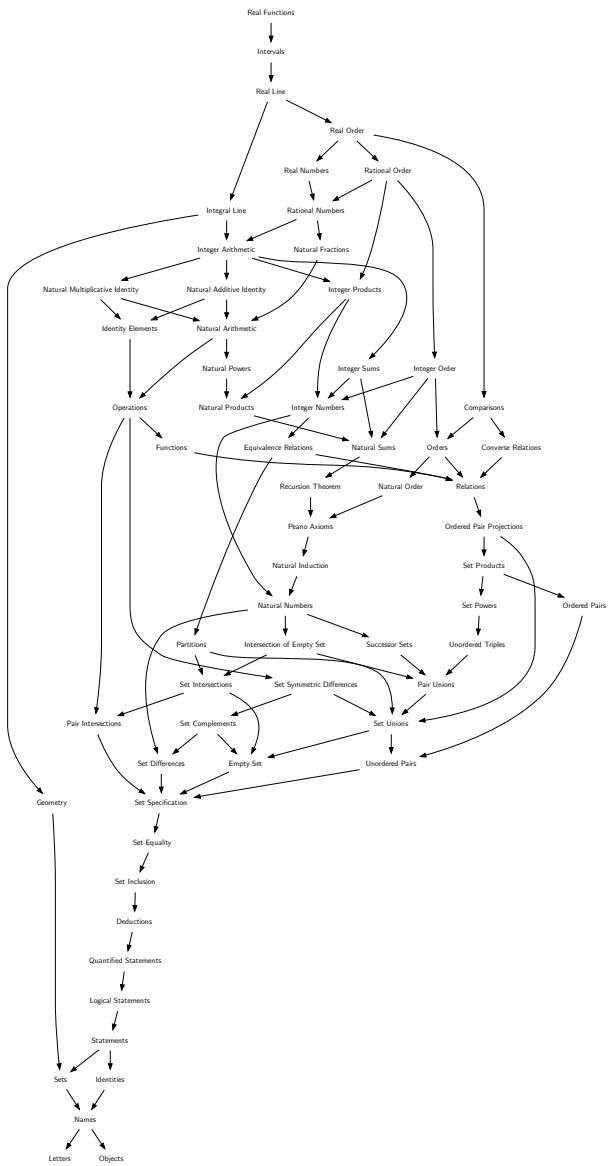 Real Functions
Intervals
Real Line
Real Order
Real Numbers Rational Order
Integral Line Rational Numbers
Integer Arithmetic Natural Fractions
Natural Multiplicative Identity Natural Additive Identity Integer Products
Identity Elements Natural Arithmetic
Natural Powers Integer Sums Integer Order
Operations Natural Products Integer Numbers Comparisons
Functions Equivalence Relations Natural Sums Orders Converse Relations
Recursion Theorem Natural Order Relations
Peano Axioms Ordered Pair Projections
Natural Induction Set Products
Natural Numbers Set Powers Ordered Pairs
Partitions Intersection of Empty Set Successor Sets Unordered Triples
Set Intersections Set Symmetric Differences Pair Unions
Pair Intersections Set Complements Set Unions
Set Differences Empty Set Unordered Pairs
Geometry Set Specification
Set Equality
Set Inclusion
Deductions
Quantified Statements
Logical Statements
Statements
Sets Identities
Names
Letters Objects